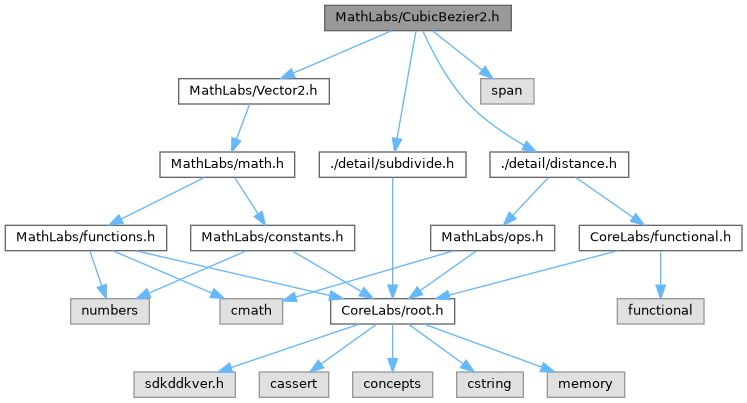 MathLabs/CubicBezier2.h
MathLabs/Vector2.h
span
MathLabs/math.h
./detail/subdivide.h
./detail/distance.h
MathLabs/functions.h
MathLabs/constants.h
MathLabs/ops.h
CoreLabs/functional.h
numbers
cmath
CoreLabs/root.h
functional
sdkddkver.h
cassert
concepts
cstring
memory